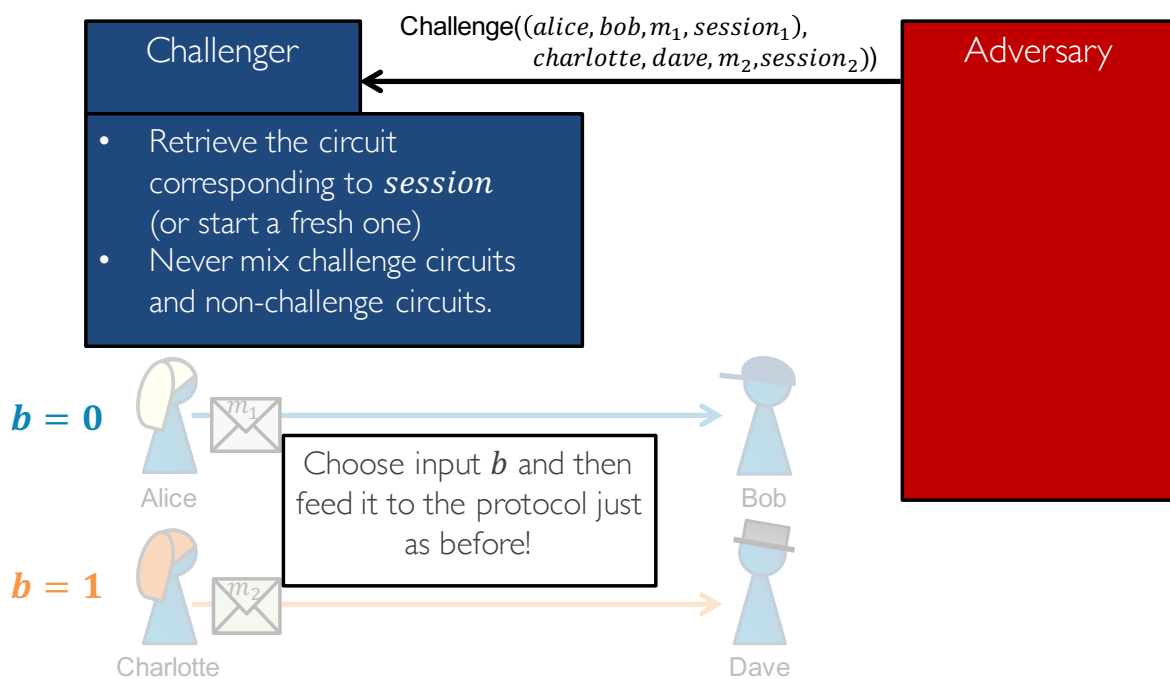 Challenge((alice, bob, m₁, session₁),
charlotte, dave, m₂,session₂))
Challenger
Adversary
• Retrieve the circuit
corresponding to session
(or start a fresh one)
• Never mix challenge circuits
and non-challenge circuits.
b = 0
m₁
Alice
Bob
Choose input b and then
feed it to the protocol just
as before!
b = 1
m₂
Charlotte
Dave